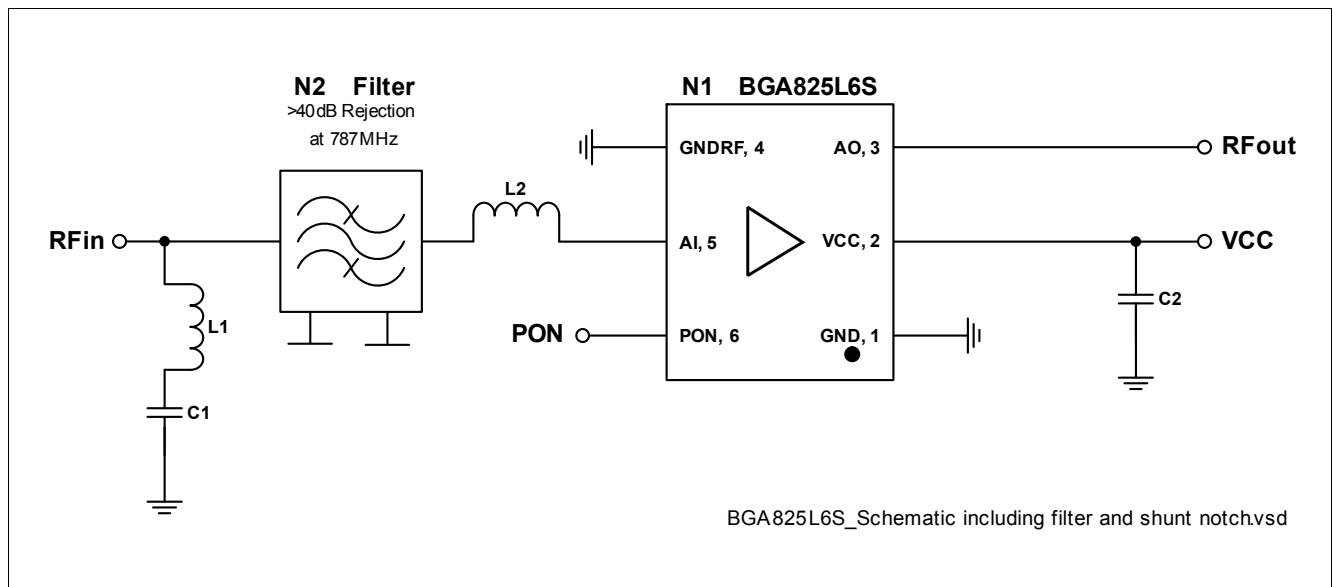 N2 Filter
>40dB Rejection
at 787MHz
N1 BGA825L6S
GNDRF, 4
AO, 3
RFout
L2
RFin
AI, 5
VCC, 2
VCC
C2
L1
PON
PON, 6
GND, 1
C1
BGA825L6S_Schematic including filter and shunt notch.vsd